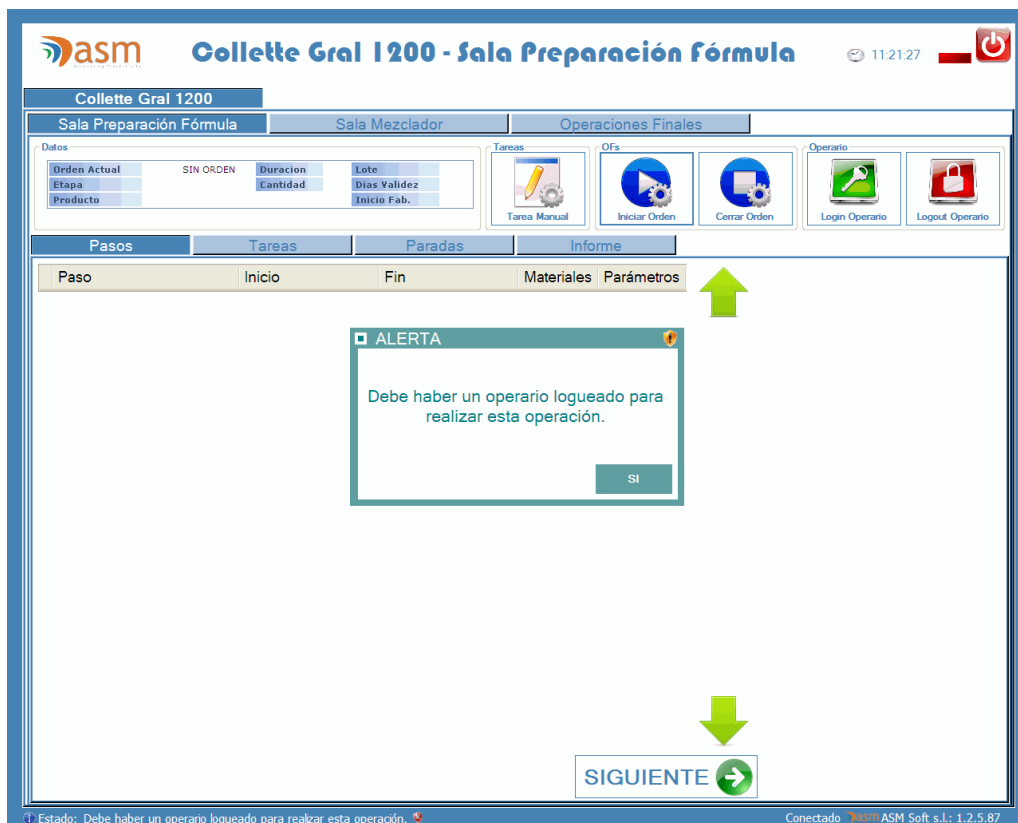 asm
Collette Gral 1200 - Sala Preparación Fórmula
11:21:27
Collette Gral 1200
Sala Preparación Fórmula
Sala Mezclador
Operaciones Finales
Datos
Orden Actual SIN ORDEN Duracion Lote
Etapa Cantidad Dias Validez
Producto Inicio Fab.
Tareas
Tarea Manual
OFs
Iniciar Orden
Cerrar Orden
Operario
Login Operario
Logout Operario
Pasos
Tareas
Paradas
Informe
Paso Inicio Fin Materiales Parámetros
ALERTA
Debe haber un operario logueado para
realizar esta operación.
SI
SIGUIENTE
Estado: Debe haber un operario logueado para realizar esta operación.
Conectado asm ASM Soft s.l.: 1.2.5.87